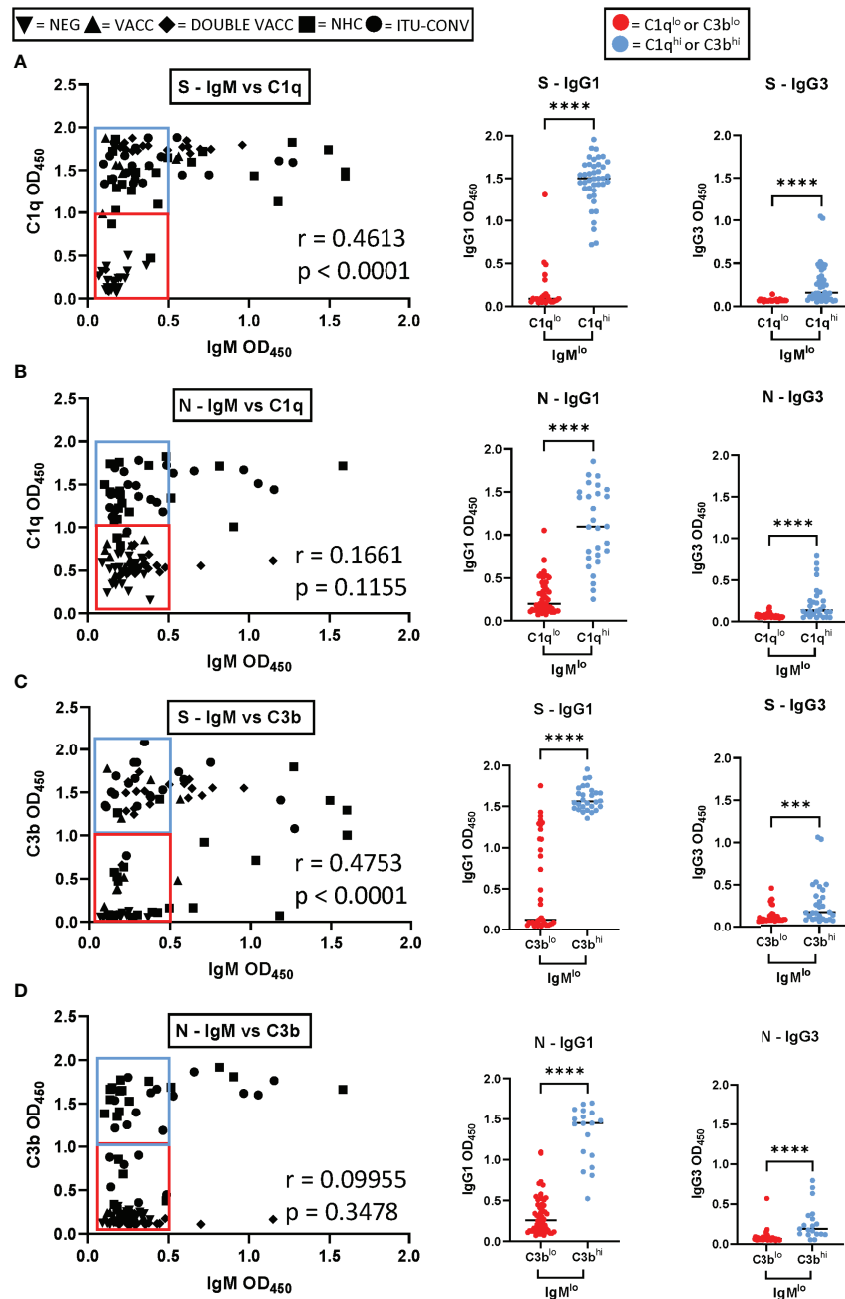 ▼= NEG ▲= VACC ◆= DOUBLE VACC ■= NHC ●= ITU-CONV
● = C1q^lo or C3b^lo
● = C1q^hi or C3b^hi
A
S - IgM vs C1q
C1q OD450
2.5
2.0
1.5
1.0
0.5
0.0
0.0 0.5 1.0 1.5 2.0
IgM OD450
r = 0.4613
p < 0.0001
S - IgG1
****
IgG1 OD450
2.0
1.5
1.0
0.5
0.0
C1q^lo C1q^hi
IgM^lo
S - IgG3
****
IgG3 OD450
2.0
1.5
1.0
0.5
0.0
C1q^lo C1q^hi
IgM^lo
B
N - IgM vs C1q
C1q OD450
2.5
2.0
1.5
1.0
0.5
0.0
0.0 0.5 1.0 1.5 2.0
IgM OD450
r = 0.1661
p = 0.1155
N - IgG1
****
IgG1 OD450
2.0
1.5
1.0
0.5
0.0
C1q^lo C1q^hi
IgM^lo
N - IgG3
****
IgG3 OD450
2.0
1.5
1.0
0.5
0.0
C1q^lo C1q^hi
IgM^lo
C
S - IgM vs C3b
C3b OD450
2.5
2.0
1.5
1.0
0.5
0.0
0.0 0.5 1.0 1.5 2.0
IgM OD450
r = 0.4753
p < 0.0001
S - IgG1
****
IgG1 OD450
2.0
1.5
1.0
0.5
0.0
C3b^lo C3b^hi
IgM^lo
S - IgG3
***
IgG3 OD450
2.0
1.5
1.0
0.5
0.0
C3b^lo C3b^hi
IgM^lo
D
N - IgM vs C3b
C3b OD450
2.5
2.0
1.5
1.0
0.5
0.0
0.0 0.5 1.0 1.5 2.0
IgM OD450
r = 0.09955
p = 0.3478
N - IgG1
****
IgG1 OD450
2.0
1.5
1.0
0.5
0.0
C3b^lo C3b^hi
IgM^lo
N - IgG3
****
IgG3 OD450
2.0
1.5
1.0
0.5
0.0
C3b^lo C3b^hi
IgM^lo